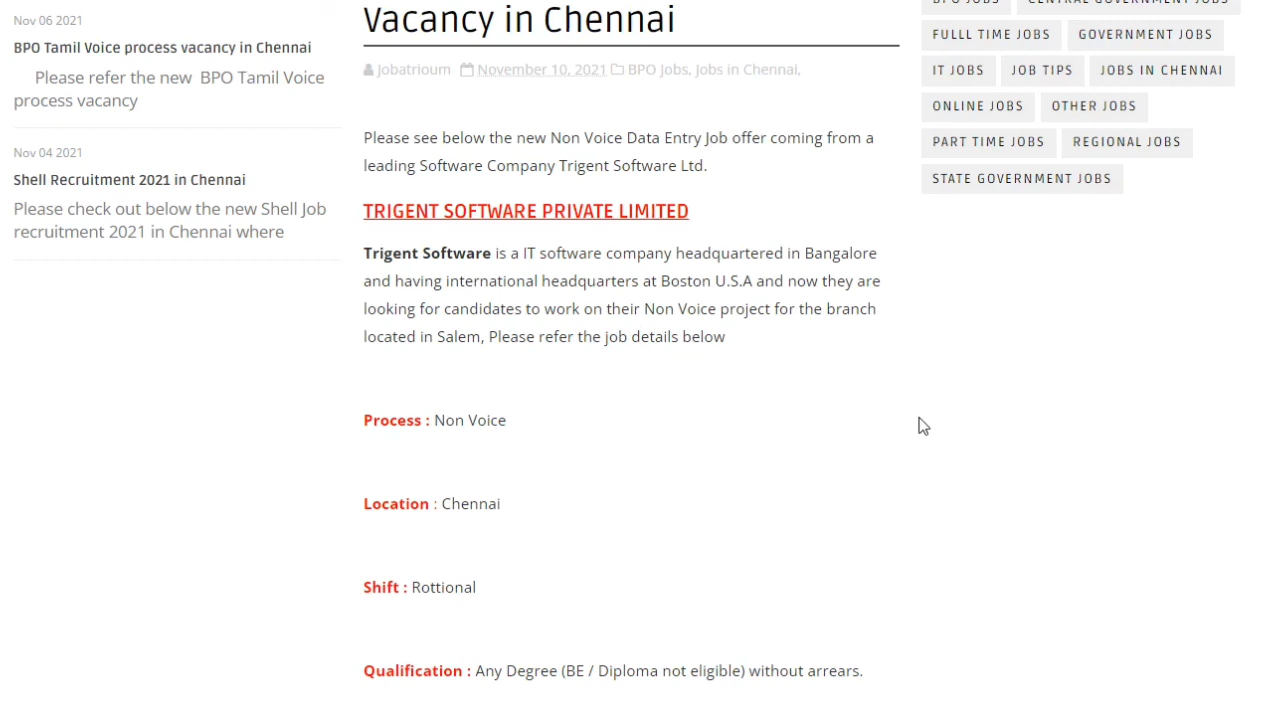 Nov 06 2021
BPO Tamil Voice process vacancy in Chennai
Please refer the new BPO Tamil Voice
process vacancy
Nov 04 2021
Shell Recruitment 2021 in Chennai
Please check out below the new Shell Job
recruitment 2021 in Chennai where
Vacancy in Chennai
Jobatrioum November 10, 2021 BPO Jobs, Jobs in Chennai,
Please see below the new Non Voice Data Entry Job offer coming from a
leading Software Company Trigent Software Ltd.
TRIGENT SOFTWARE PRIVATE LIMITED
Trigent Software is a IT software company headquartered in Bangalore
and having international headquarters at Boston U.S.A and now they are
looking for candidates to work on their Non Voice project for the branch
located in Salem, Please refer the job details below
Process : Non Voice
Location : Chennai
Shift : Rottional
Qualification : Any Degree (BE / Diploma not eligible) without arrears.
BPO JOBS CENTRAL GOVERNMENT JOBS
FULLL TIME JOBS GOVERNMENT JOBS
IT JOBS JOB TIPS JOBS IN CHENNAI
ONLINE JOBS OTHER JOBS
PART TIME JOBS REGIONAL JOBS
STATE GOVERNMENT JOBS